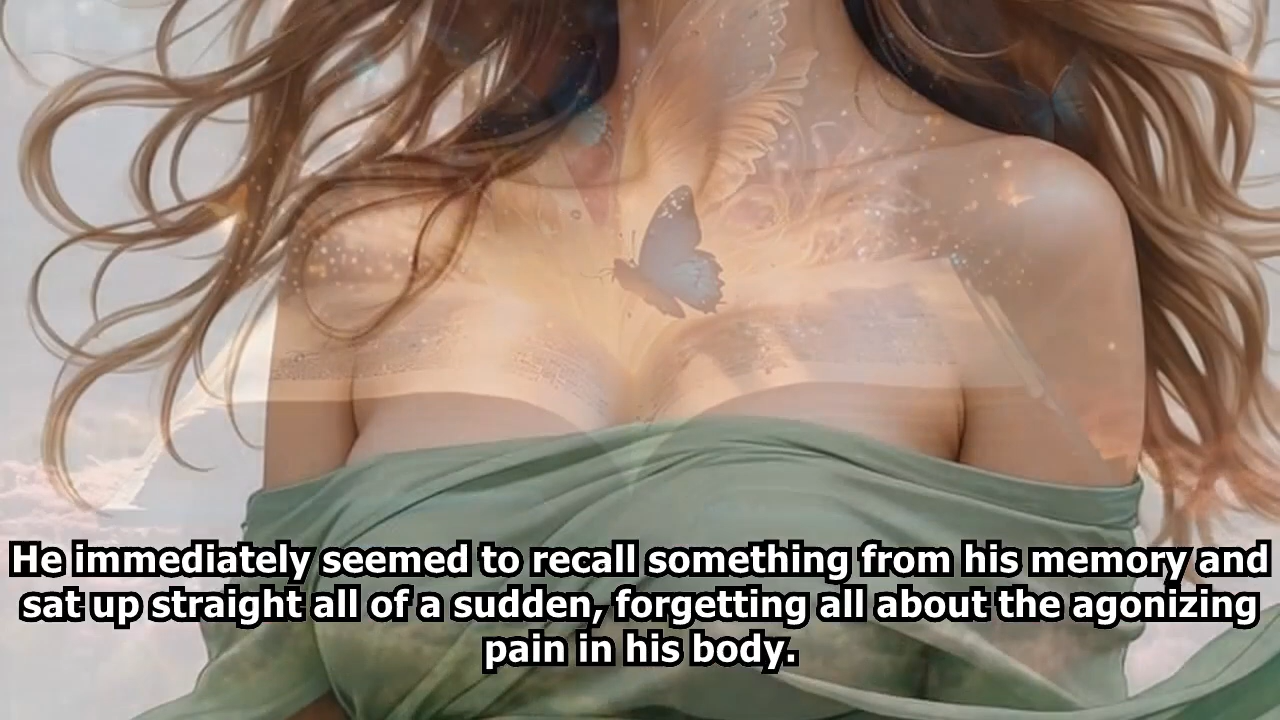 He immediately seemed to recall something from his memory and
sat up straight all of a sudden, forgetting all about the agonizing
pain in his body.